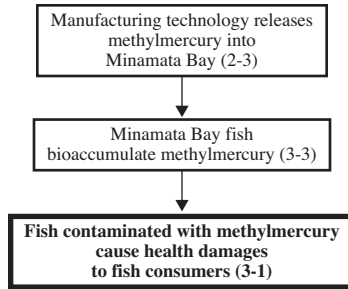 Manufacturing technology releases
methylmercury into
Minamata Bay (2-3)
Minamata Bay fish
bioaccumulate methylmercury (3-3)
Fish contaminated with methylmercury
cause health damages
to fish consumers (3-1)